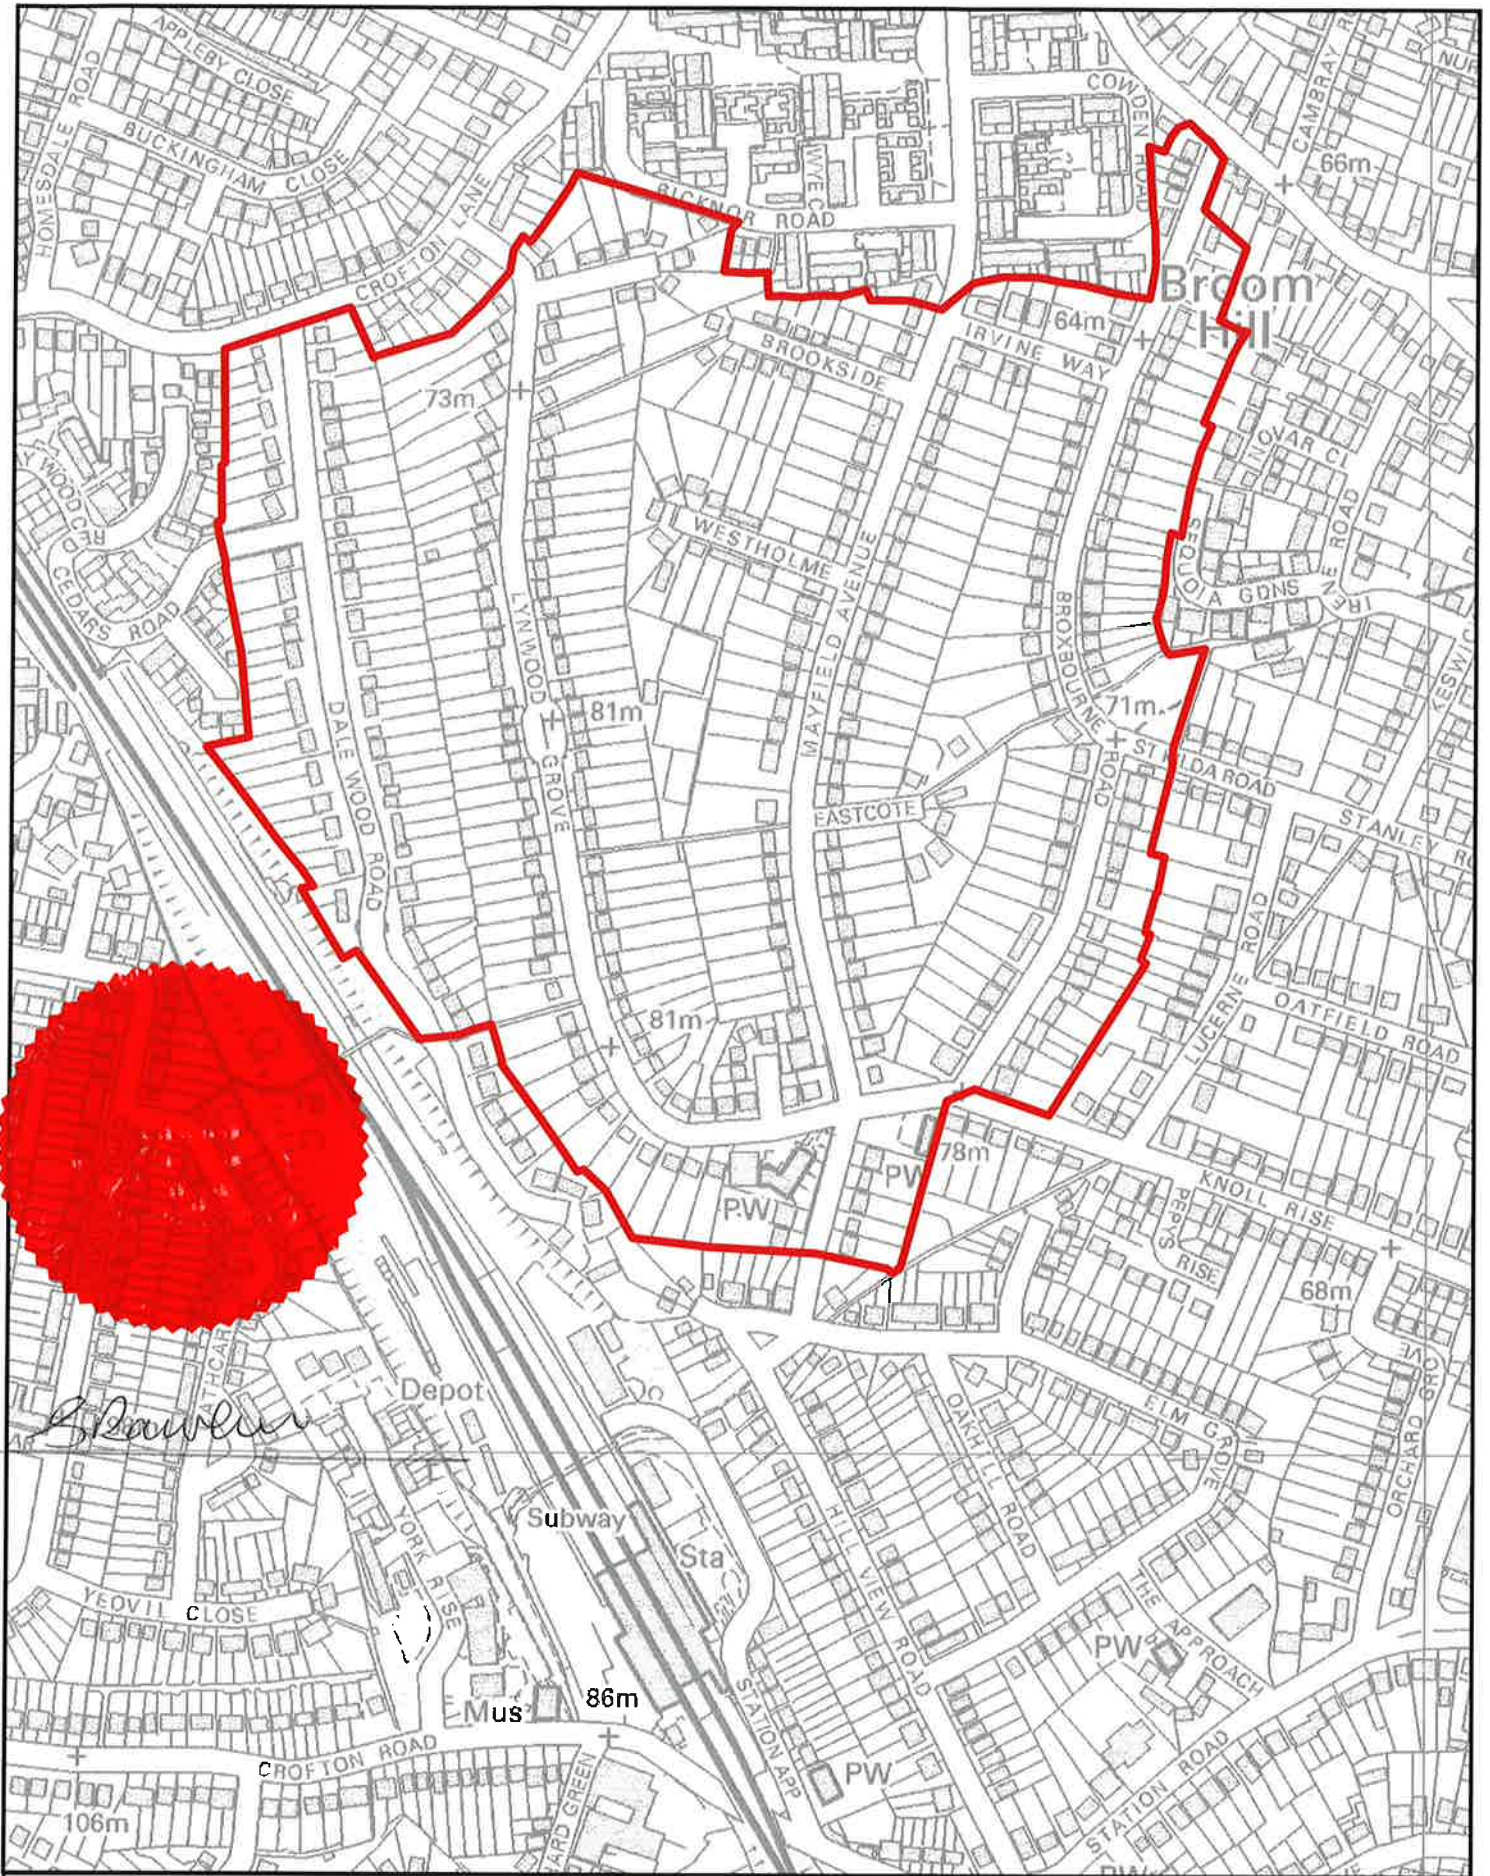 APPLEBY CLOSE
HOMESDALE ROAD
BUCKINGHAM CLOSE
CROFTON LANE
BICKNOR ROAD
COWDEN ROAD
CAMBRAY
66m
Broom
Hill
64m
IRVINE WAY
BROOKSIDE
73m
NOVAR CL
RED CEDARS ROAD
WESTHOLME
MAYFIELD AVENUE
SEQUOIA GDNS
IRENE ROAD
LYNWOOD GROVE
BROXBOURNE ROAD
DALE WOOD ROAD
81m
71m
ST KILDA ROAD
EASTCOTE
STANLEY
LUCERNE ROAD
OATFIELD ROAD
81m
78m
PW
PW
KNOLL RISE
RISE
68m
Depot
ELM GROVE
ORCHARD GROVE
OAKHILL ROAD
HILL VIEW ROAD
Subway
Sta
YORK RISE
YEOVIL CLOSE
THE APPROACH
PW
Mus
86m
STATION APP
CROFTON ROAD
PW
STATION ROAD
106m